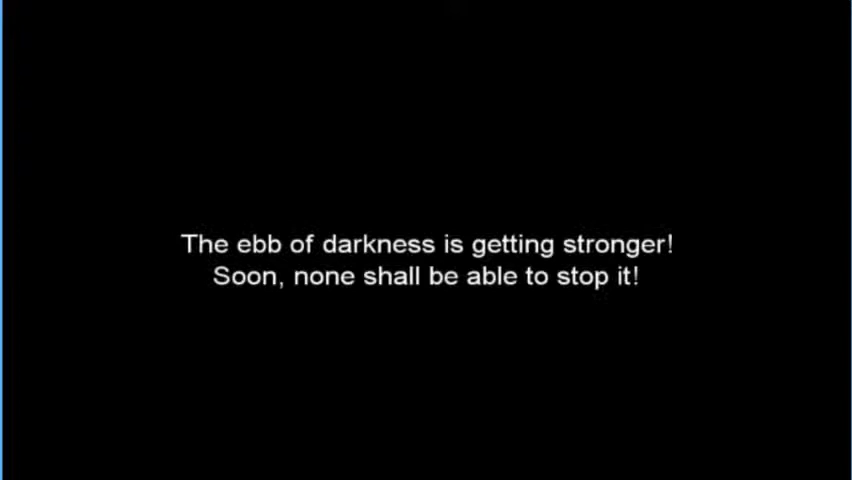 The ebb of darkness is getting stronger!
Soon, none shall be able to stop it!